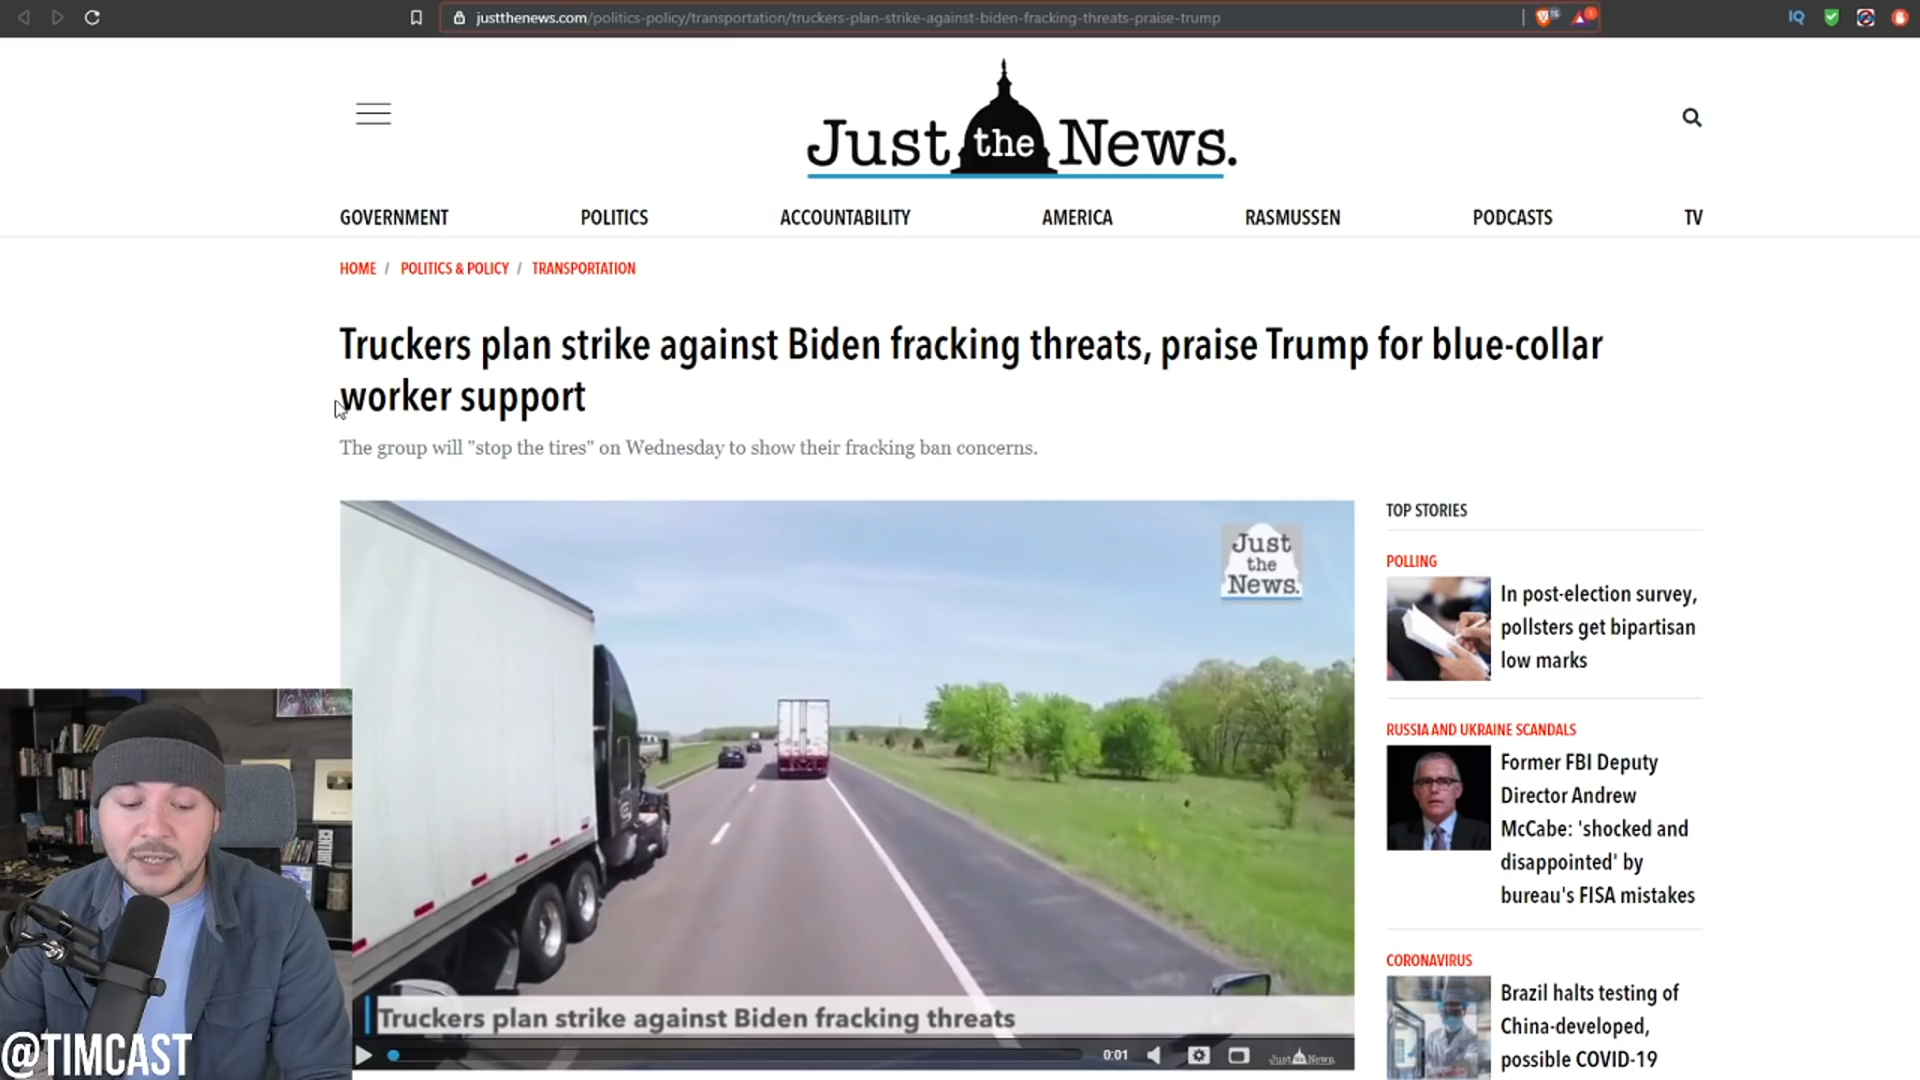 justthenews.com/politics-policy/transportation/truckers-plan-strike-against-biden-fracking-threats-praise-trump
IQ
Just the News.
GOVERNMENT
POLITICS
ACCOUNTABILITY
AMERICA
RASMUSSEN
PODCASTS
TV
HOME / POLITICS & POLICY / TRANSPORTATION
Truckers plan strike against Biden fracking threats, praise Trump for blue-collar
worker support
The group will "stop the tires" on Wednesday to show their fracking ban concerns.
Just
the
News.
Truckers plan strike against Biden fracking threats
0:01
Just the News.
TOP STORIES
POLLING
In post-election survey,
pollsters get bipartisan
low marks
RUSSIA AND UKRAINE SCANDALS
Former FBI Deputy
Director Andrew
McCabe: 'shocked and
disappointed' by
bureau's FISA mistakes
CORONAVIRUS
Brazil halts testing of
China-developed,
possible COVID-19
@TIMCAST